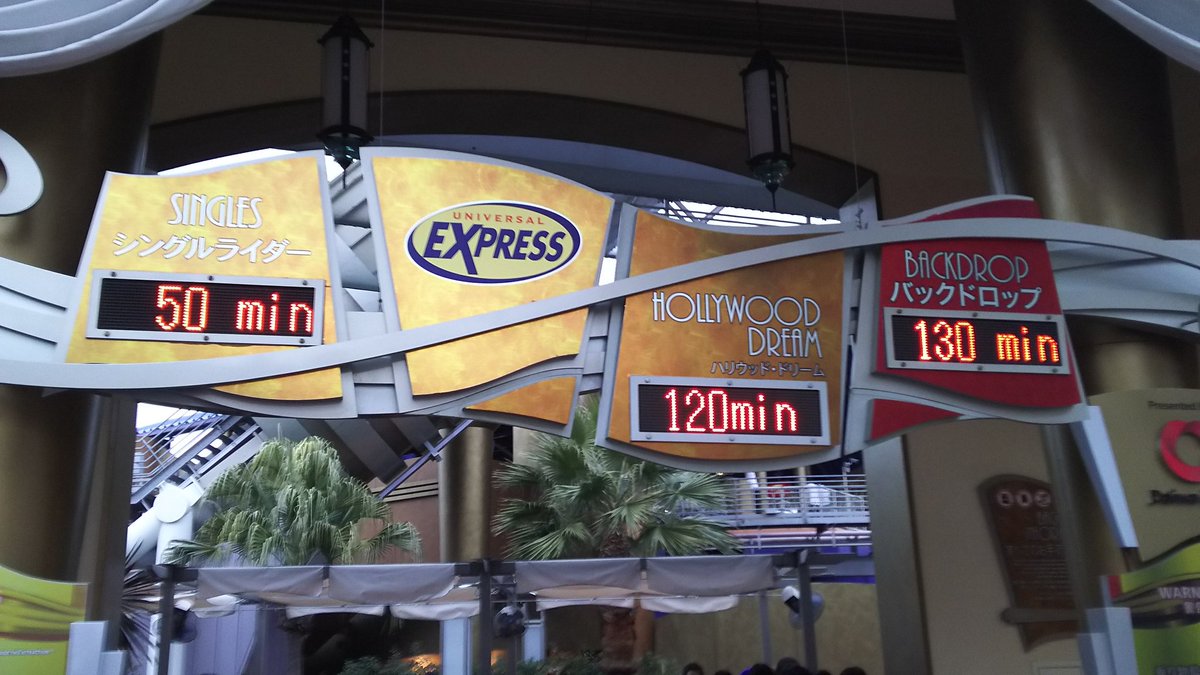 SINGLES
シングルライダー
50 min
UNIVERSAL
EXPRESS
HOLLYWOOD
DREAM
ハリウッド・ドリーム
120min
BACKDROP
バックドロップ
130 min
Presented